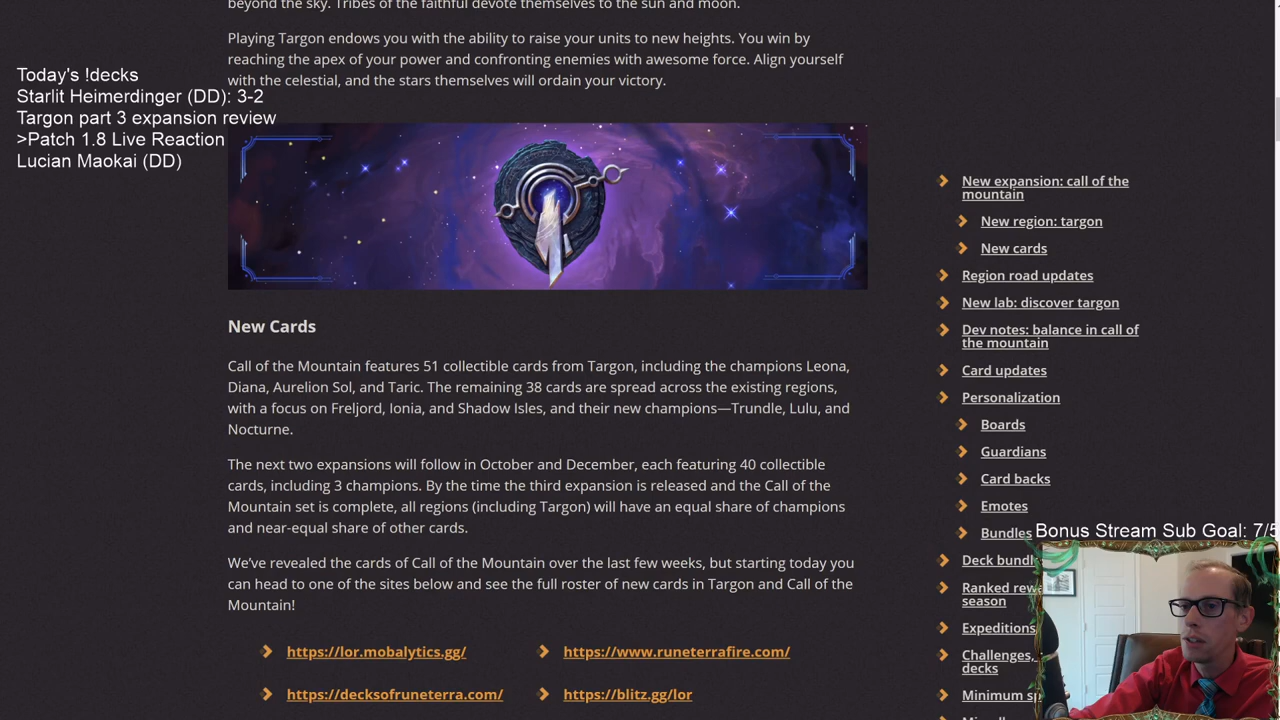 beyond the sky. Tribes of the faithful devote themselves to the sun and moon.
Playing Targon endows you with the ability to raise your units to new heights. You win by
reaching the apex of your power and confronting enemies with awesome force. Align yourself
with the celestial, and the stars themselves will ordain your victory.
Today's !decks
Starlit Heimerdinger (DD): 3-2
Targon part 3 expansion review
>Patch 1.8 Live Reaction
Lucian Maokai (DD)
New Cards
Call of the Mountain features 51 collectible cards from Targon, including the champions Leona,
Diana, Aurelion Sol, and Taric. The remaining 38 cards are spread across the existing regions,
with a focus on Freljord, Ionia, and Shadow Isles, and their new champions—Trundle, Lulu, and
Nocturne.
The next two expansions will follow in October and December, each featuring 40 collectible
cards, including 3 champions. By the time the third expansion is released and the Call of the
Mountain set is complete, all regions (including Targon) will have an equal share of champions
and near-equal share of other cards.
We've revealed the cards of Call of the Mountain over the last few weeks, but starting today you
can head to one of the sites below and see the full roster of new cards in Targon and Call of the
Mountain!
https://lor.mobalytics.gg/
https://www.runeterrafire.com/
https://decksofruneterra.com/
https://blitz.gg/lor
New expansion: call of the
mountain
New region: targon
New cards
Region road updates
New lab: discover targon
Dev notes: balance in call of
the mountain
Card updates
Personalization
Boards
Guardians
Card backs
Emotes
Bundles
Bonus Stream Sub Goal: 7/5
Deck bundl
Ranked rew
season
Expeditions
Challenges,
decks
Minimum sp